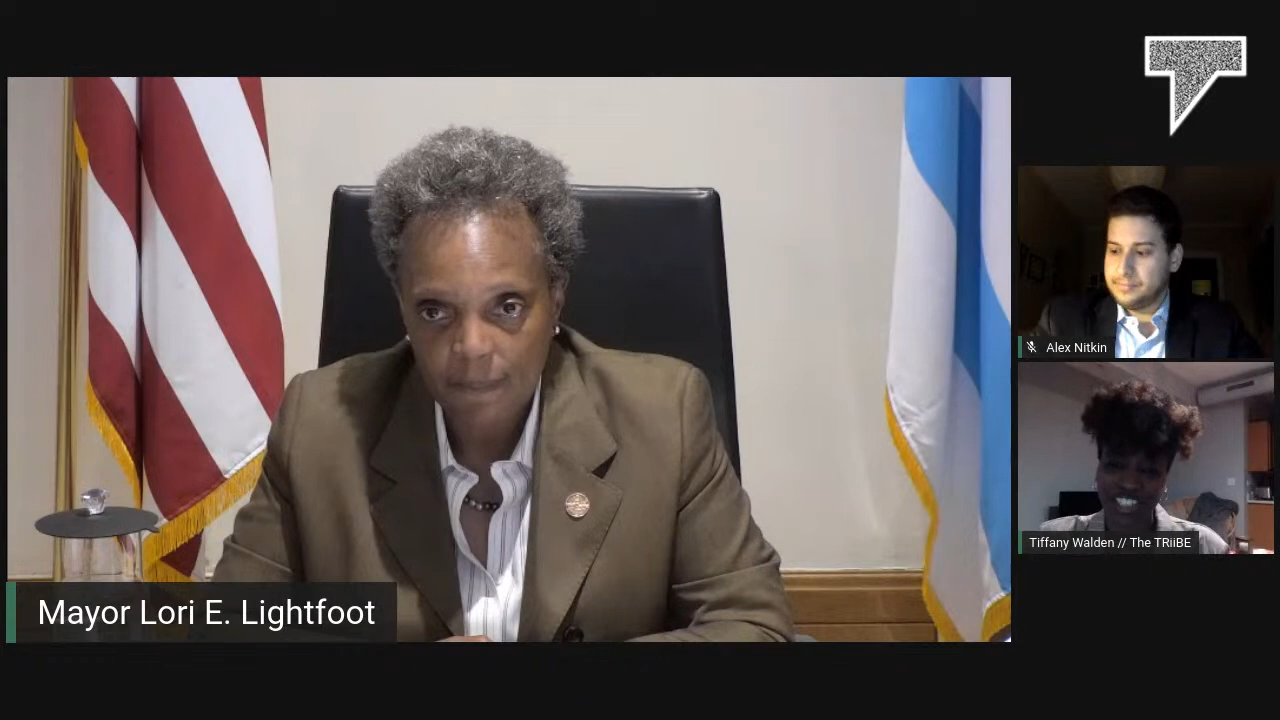 Mayor Lori E. Lightfoot
Alex Nitkin
Tiffany Walden // The TRiiBE